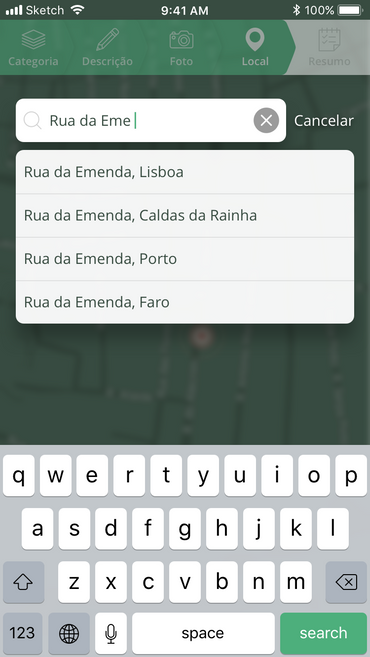 Sketch 9:41 AM 100%
Categoria Descrição Foto Local Resumo
Rua da Eme Cancelar
Rua da Emenda, Lisboa
Rua da Emenda, Caldas da Rainha
Rua da Emenda, Porto
Rua da Emenda, Faro
q w e r t y u i o p
a s d f g h j k l
z x c v b n m
123 space search